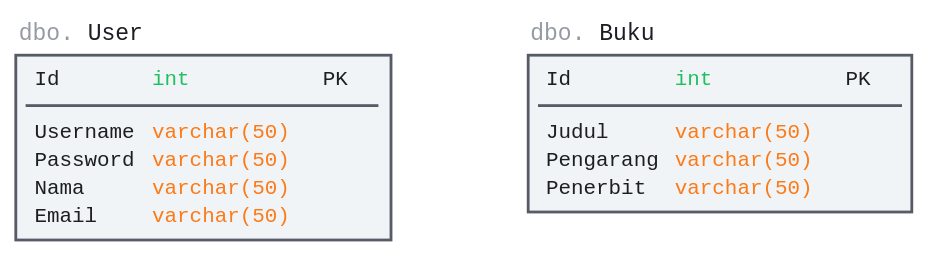 dbo. User
Id int PK
Username varchar(50)
Password varchar(50)
Nama varchar(50)
Email varchar(50)
dbo. Buku
Id int PK
Judul varchar(50)
Pengarang varchar(50)
Penerbit varchar(50)